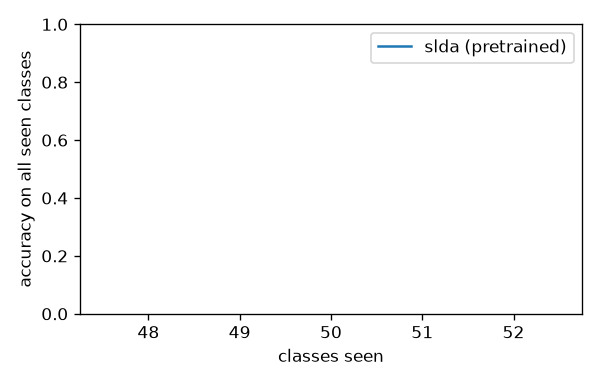 slda (pretrained)
accuracy on all seen classes
1.0
0.8
0.6
0.4
0.2
0.0
48 49 50 51 52
classes seen